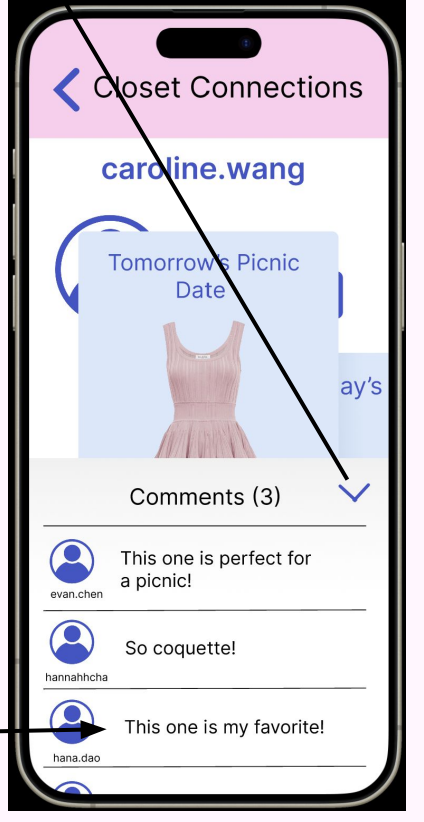 Closet Connections
caroline.wang
Tomorrow's Picnic
Date
ay's
Comments (3)
This one is perfect for
a picnic!
evan.chen
So coquette!
hannahhcha
This one is my favorite!
hana.dao